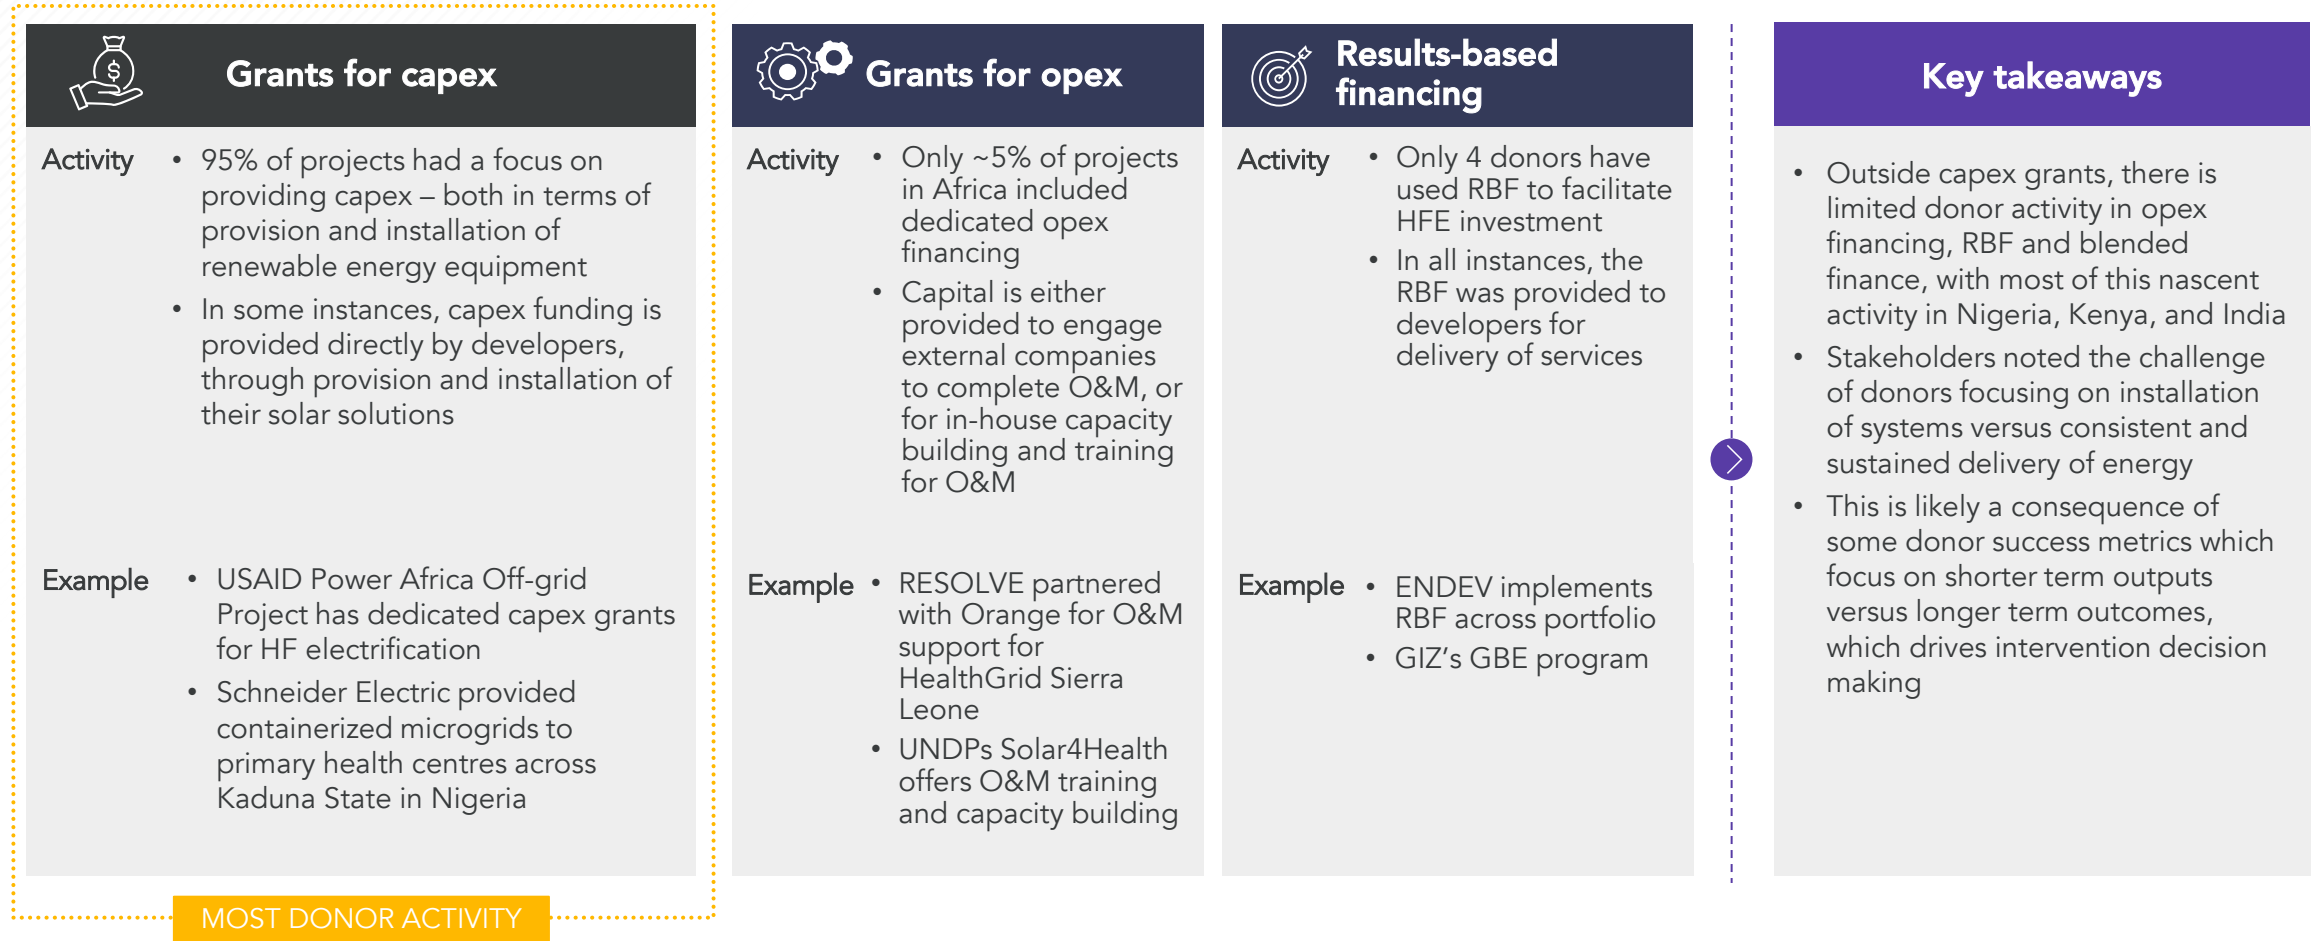 Grants for capex
Activity
• 95% of projects had a focus on
providing capex – both in terms of
provision and installation of
renewable energy equipment
• In some instances, capex funding is
provided directly by developers,
through provision and installation of
their solar solutions
Example
• USAID Power Africa Off-grid
Project has dedicated capex grants
for HF electrification
• Schneider Electric provided
containerized microgrids to
primary health centres across
Kaduna State in Nigeria
MOST DONOR ACTIVITY
Grants for opex
Activity
• Only ~5% of projects
in Africa included
dedicated opex
financing
• Capital is either
provided to engage
external companies
to complete O&M, or
for in-house capacity
building and training
for O&M
Example
• RESOLVE partnered
with Orange for O&M
support for
HealthGrid Sierra
Leone
• UNDPs Solar4Health
offers O&M training
and capacity building
Results-based
financing
Activity
• Only 4 donors have
used RBF to facilitate
HFE investment
• In all instances, the
RBF was provided to
developers for
delivery of services
Example
• ENDEV implements
RBF across portfolio
• GIZ’s GBE program
Key takeaways
• Outside capex grants, there is
limited donor activity in opex
financing, RBF and blended
finance, with most of this nascent
activity in Nigeria, Kenya, and India
• Stakeholders noted the challenge
of donors focusing on installation
of systems versus consistent and
sustained delivery of energy
• This is likely a consequence of
some donor success metrics which
focus on shorter term outputs
versus longer term outcomes,
which drives intervention decision
making